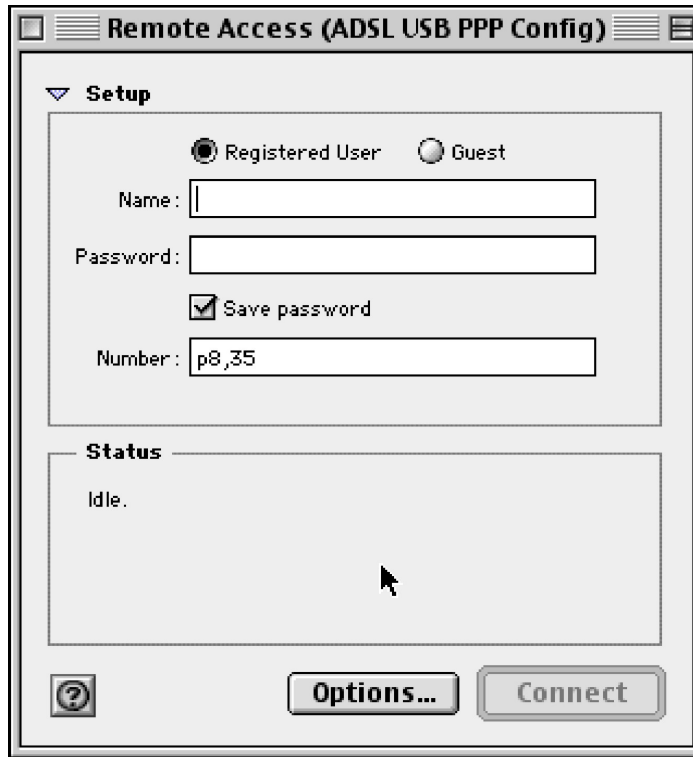 Remote Access (ADSL USB PPP Config)
Setup
Registered User Guest
Name:
Password:
Save password
Number: p8,35
Status
Idle.
? Options... Connect